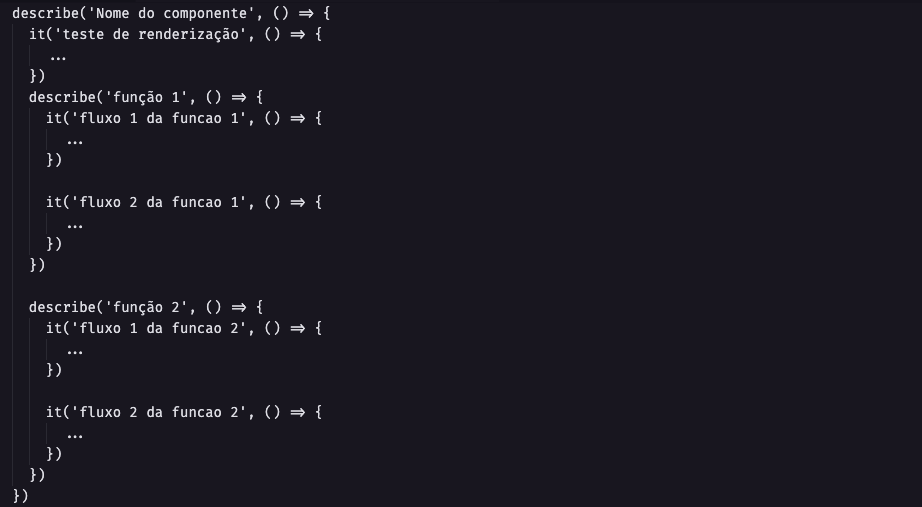 describe('Nome do componente', () => {
  it('teste de renderização', () => {
    ...
  })
  describe('função 1', () => {
    it('fluxo 1 da funcao 1', () => {
      ...
    })

    it('fluxo 2 da funcao 1', () => {
      ...
    })
  })

  describe('função 2', () => {
    it('fluxo 1 da funcao 2', () => {
      ...
    })

    it('fluxo 2 da funcao 2', () => {
      ...
    })
  })
})